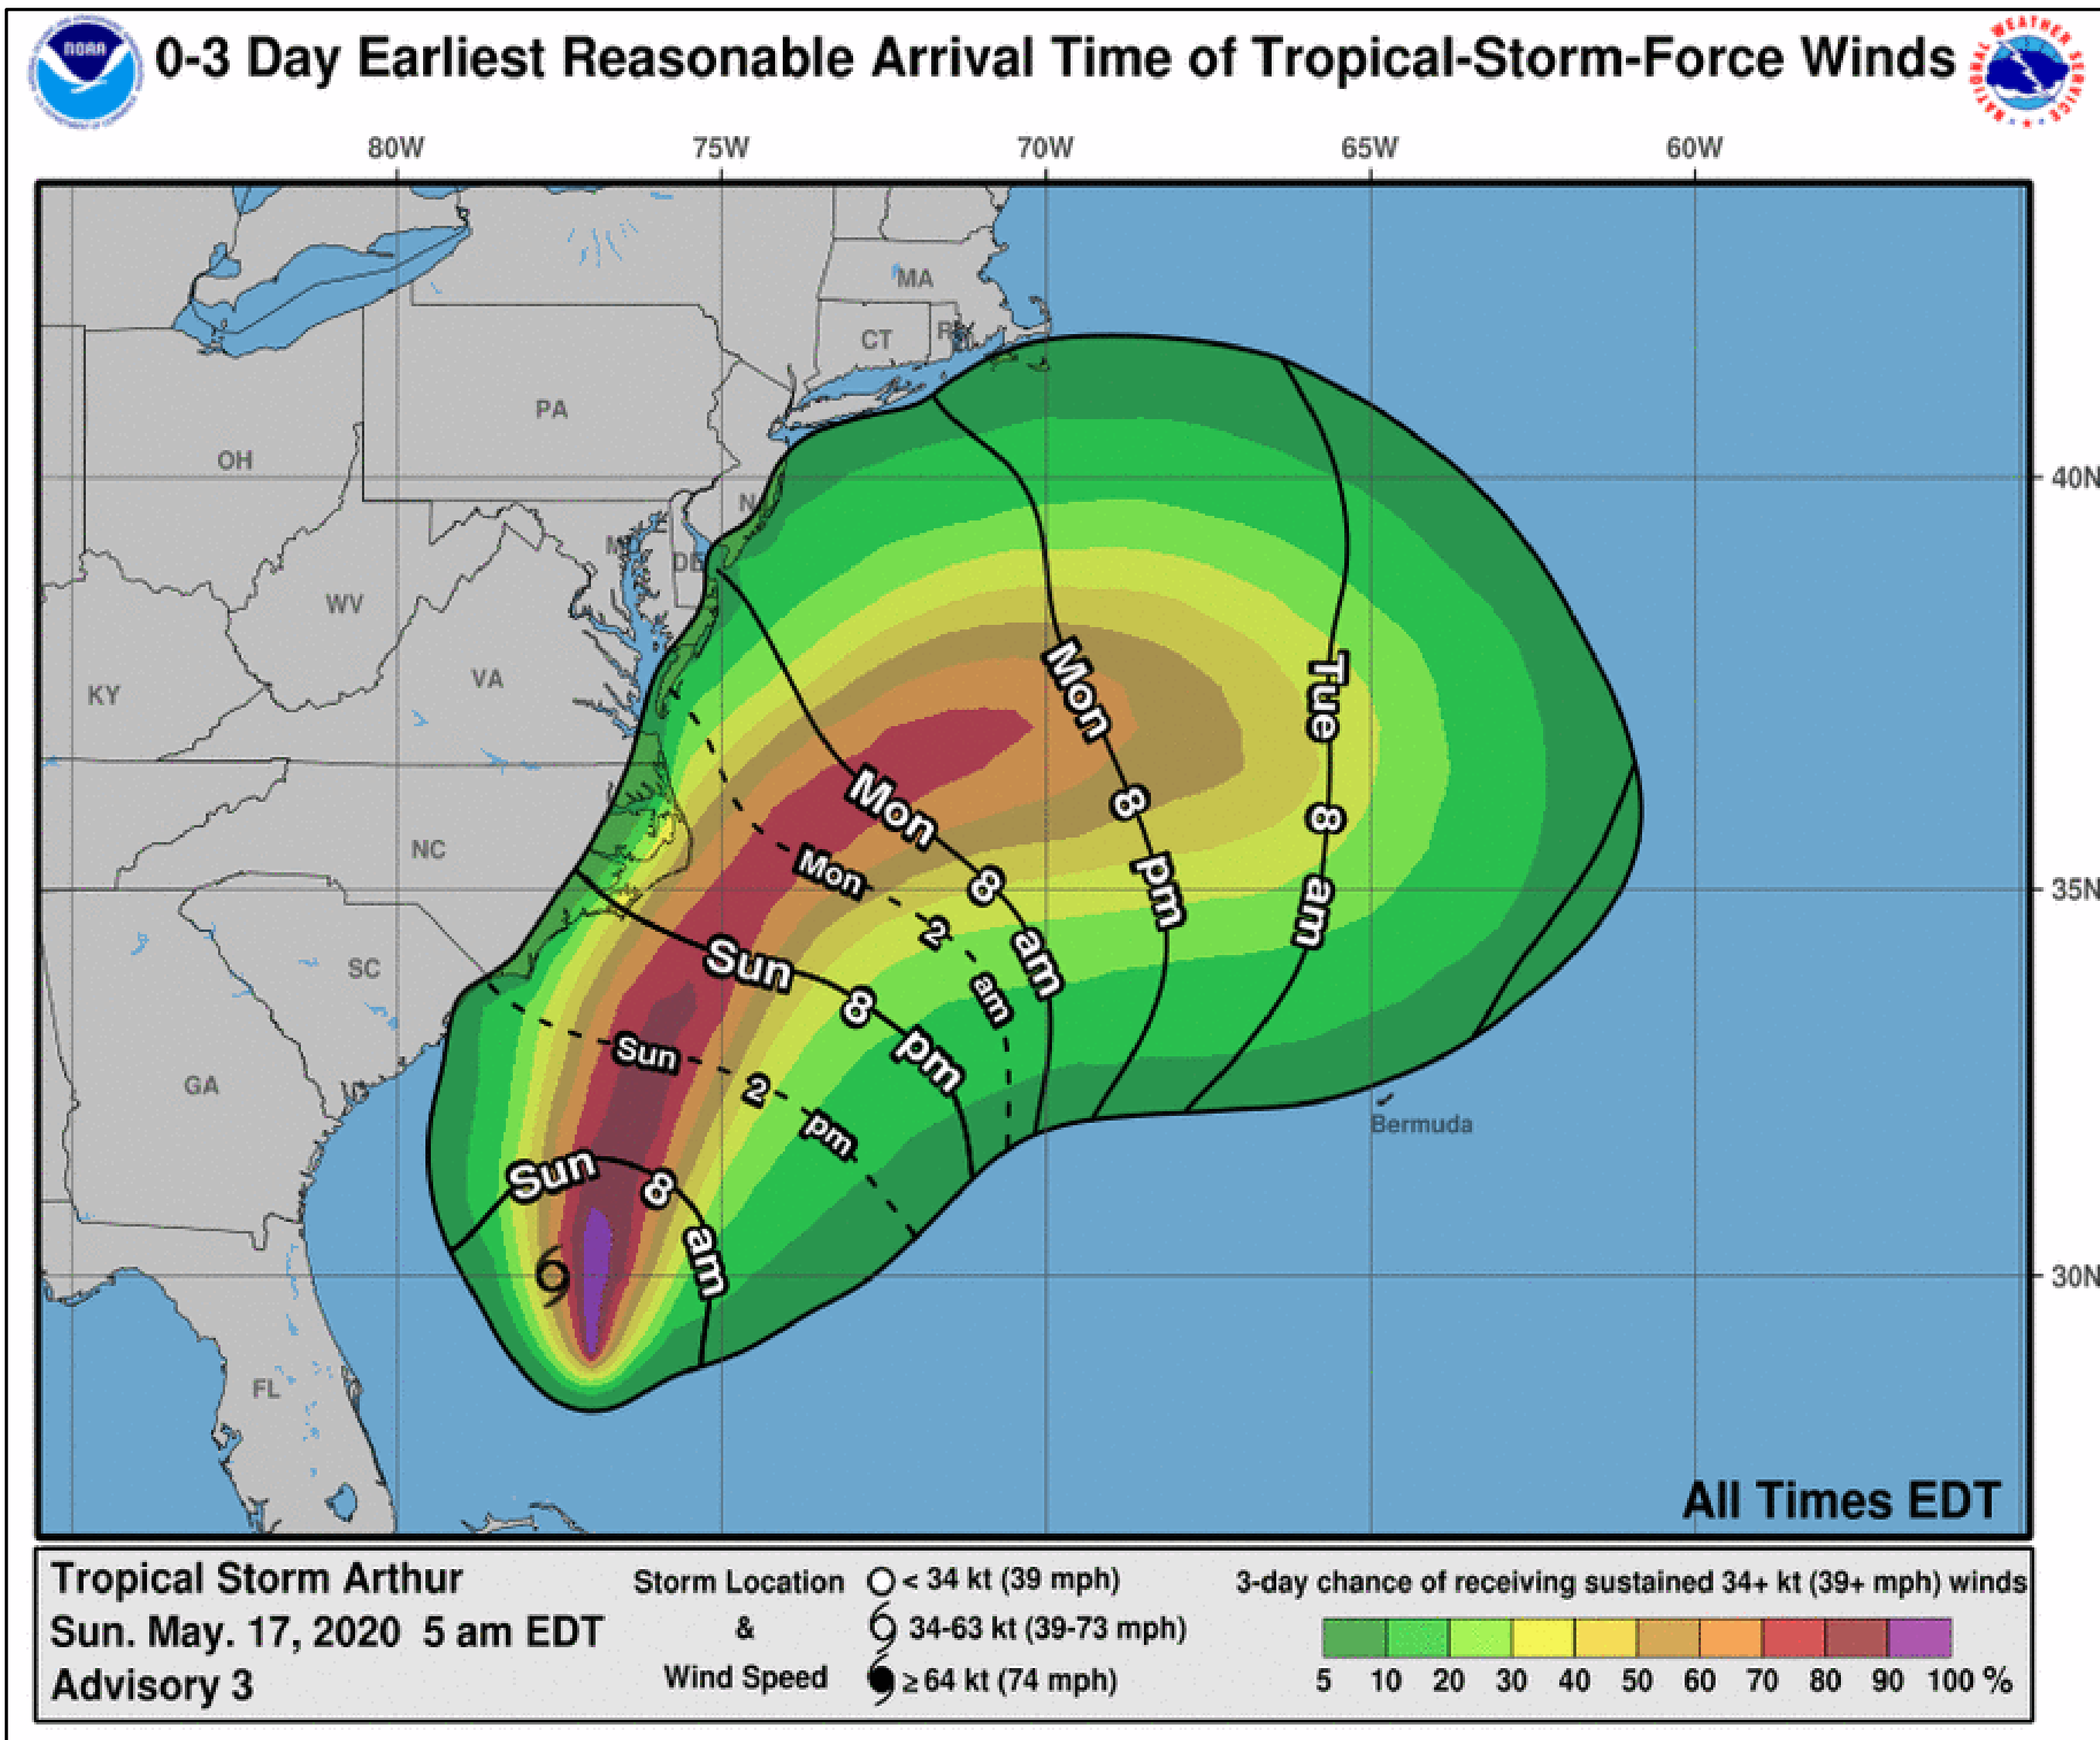 NOAA
0-3 Day Earliest Reasonable Arrival Time of Tropical-Storm-Force Winds
NATIONAL WEATHER SERVICE
80W 75W 70W 65W 60W
MA
CT
PA
OH
40N
DE
WV
VA
KY
Mon 8 pm
Tue 8 am
Mon 8 am
NC
Mon 2 am
35N
SC
Sun 8 pm
Sun 2 pm
GA
Bermuda
Sun 8 am
30N
FL
All Times EDT
Tropical Storm Arthur
Sun. May. 17, 2020 5 am EDT
Advisory 3
Storm Location
&
Wind Speed
< 34 kt (39 mph)
34-63 kt (39-73 mph)
≥ 64 kt (74 mph)
3-day chance of receiving sustained 34+ kt (39+ mph) winds
5 10 20 30 40 50 60 70 80 90 100 %